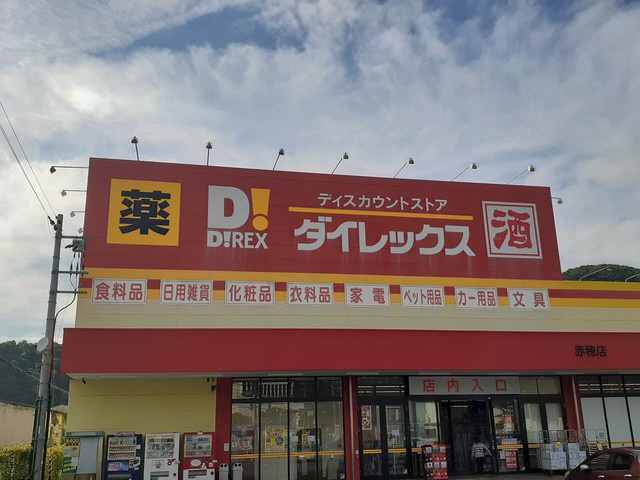 薬
D!
D!REX
ディスカウントストア
ダイレックス
酒
食料品
日用雑貨
化粧品
衣料品
家電
ペット用品
カー用品
文具
赤穂店
店内入口